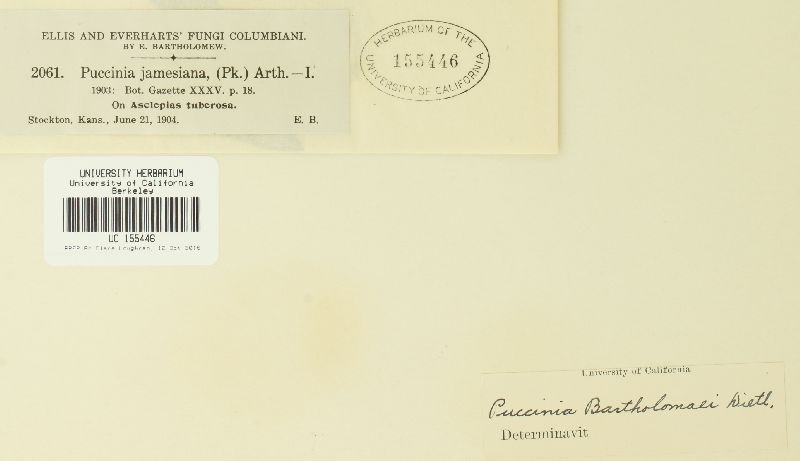 ELLIS AND EVERHARTS' FUNGI COLUMBIANI.
BY E. BARTHOLOMEW.
2061. Puccinia jamesiana, (Pk.) Arth.—I.
1903: Bot. Gazette XXXV. p. 18.
On Asclepias tuberosa.
Stockton, Kans., June 21, 1904. E. B.
HERBARIUM OF THE
155446
UNIVERSITY OF CALIFORNIA
UNIVERSITY HERBARIUM
University of California
Berkeley
UC 155446
University of California
Puccinia Bartholomaei Dietl.
Determinavit